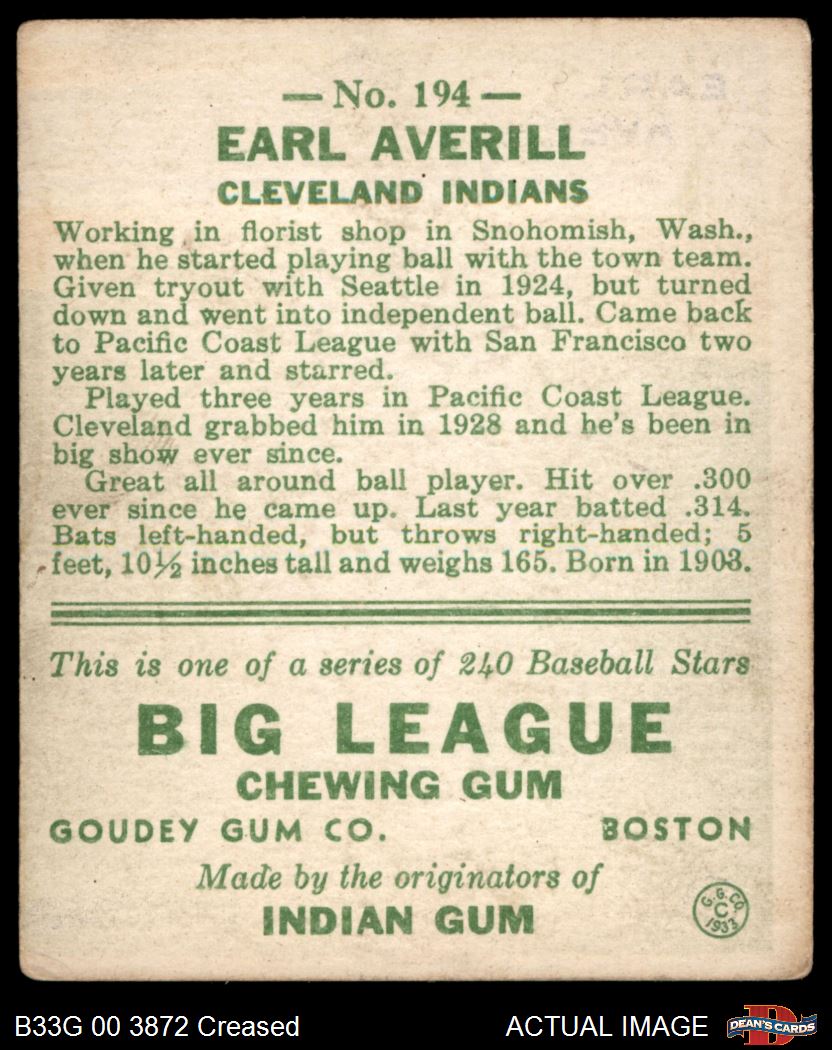 — No. 194 —
EARL AVERILL
CLEVELAND INDIANS
Working in florist shop in Snohomish, Wash.,
when he started playing ball with the town team.
Given tryout with Seattle in 1924, but turned
down and went into independent ball. Came back
to Pacific Coast League with San Francisco two
years later and starred.
Played three years in Pacific Coast League.
Cleveland grabbed him in 1928 and he's been in
big show ever since.
Great all around ball player. Hit over .300
ever since he came up. Last year batted .314.
Bats left-handed, but throws right-handed; 5
feet, 10½ inches tall and weighs 165. Born in 1903.
This is one of a series of 240 Baseball Stars
BIG LEAGUE
CHEWING GUM
GOUDEY GUM CO. BOSTON
Made by the originators of
INDIAN GUM
G. G. CO.
C
1933
B33G 00 3872 Creased ACTUAL IMAGE
D
DEAN'S CARDS